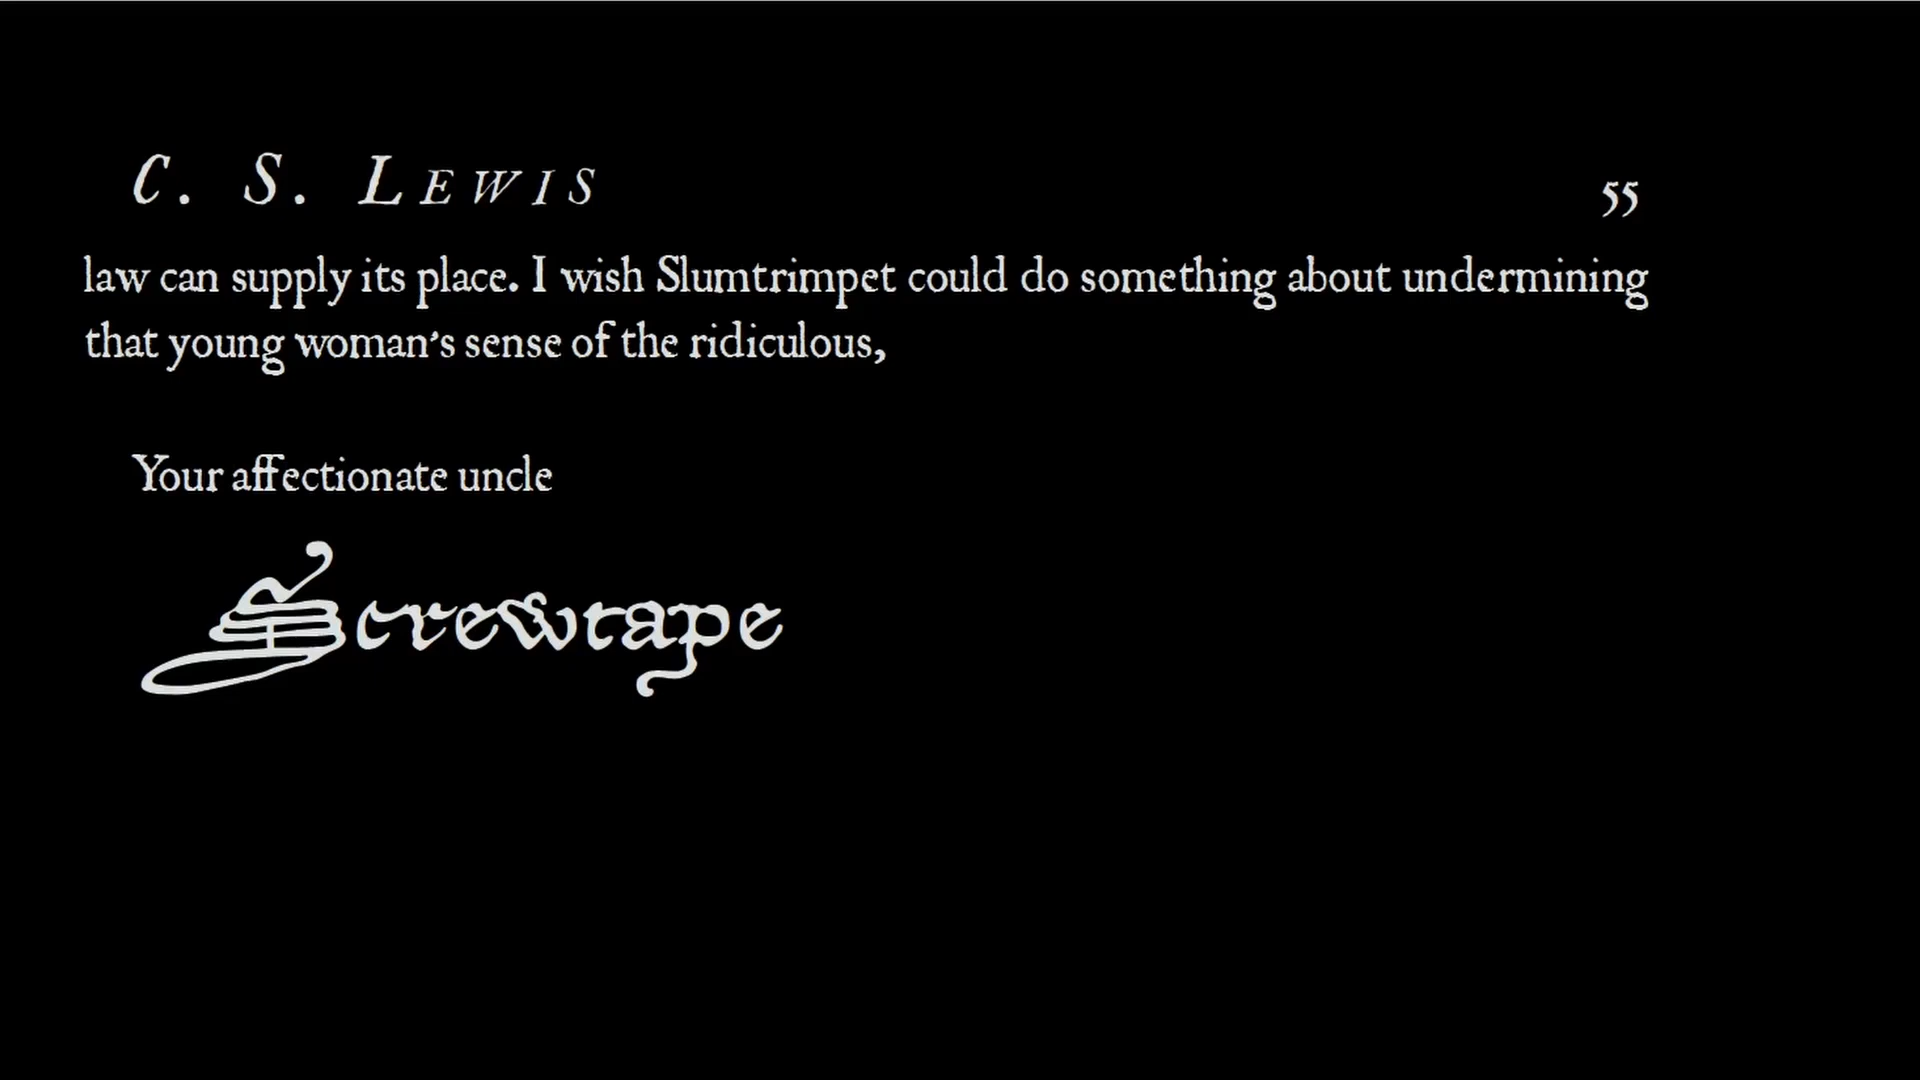 C. S. Lewis 55
law can supply its place. I wish Slumtrimpet could do something about undermining
that young woman's sense of the ridiculous,
Your affectionate uncle
Screwtape